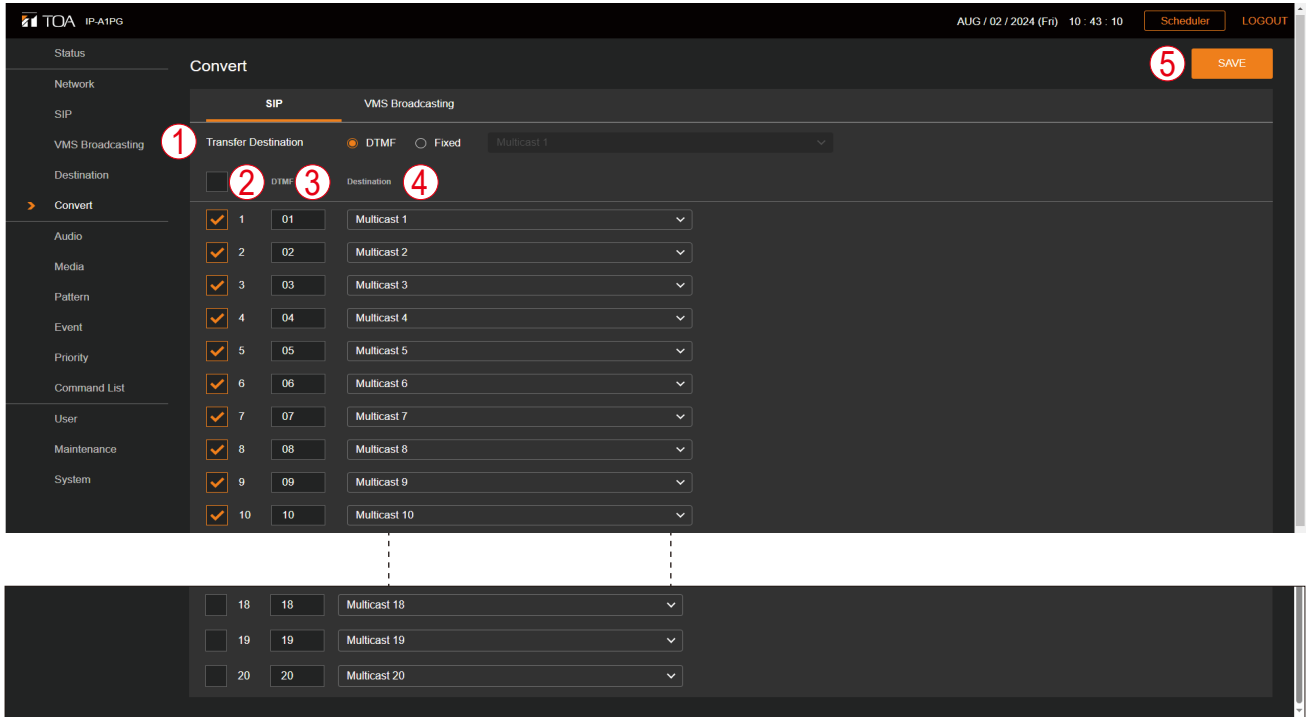 TOA IP-A1PG AUG / 02 / 2024 (Fri) 10 : 43 : 10 Scheduler LOGOUT
Status
Network
SIP
VMS Broadcasting
Destination
Convert
Audio
Media
Pattern
Event
Priority
Command List
User
Maintenance
System
Convert 5 SAVE
SIP VMS Broadcasting
1 Transfer Destination DTMF Fixed Multicast 1
2 DTMF 3 Destination 4
1 01 Multicast 1
2 02 Multicast 2
3 03 Multicast 3
4 04 Multicast 4
5 05 Multicast 5
6 06 Multicast 6
7 07 Multicast 7
8 08 Multicast 8
9 09 Multicast 9
10 10 Multicast 10
18 18 Multicast 18
19 19 Multicast 19
20 20 Multicast 20